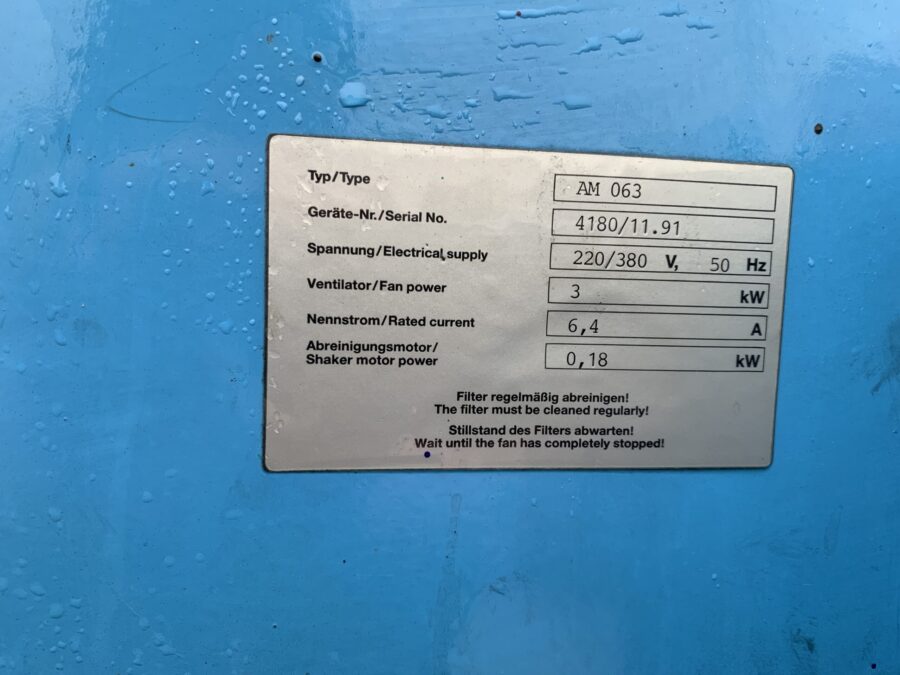 Typ/Type AM 063
Geräte-Nr./Serial No. 4180/11.91
Spannung/Electrical supply 220/380 V, 50 Hz
Ventilator/Fan power 3 kW
Nennstrom/Rated current 6,4 A
Abreinigungsmotor/
Shaker motor power 0,18 kW
Filter regelmäßig abreinigen!
The filter must be cleaned regularly!
Stillstand des Filters abwarten!
Wait until the fan has completely stopped!